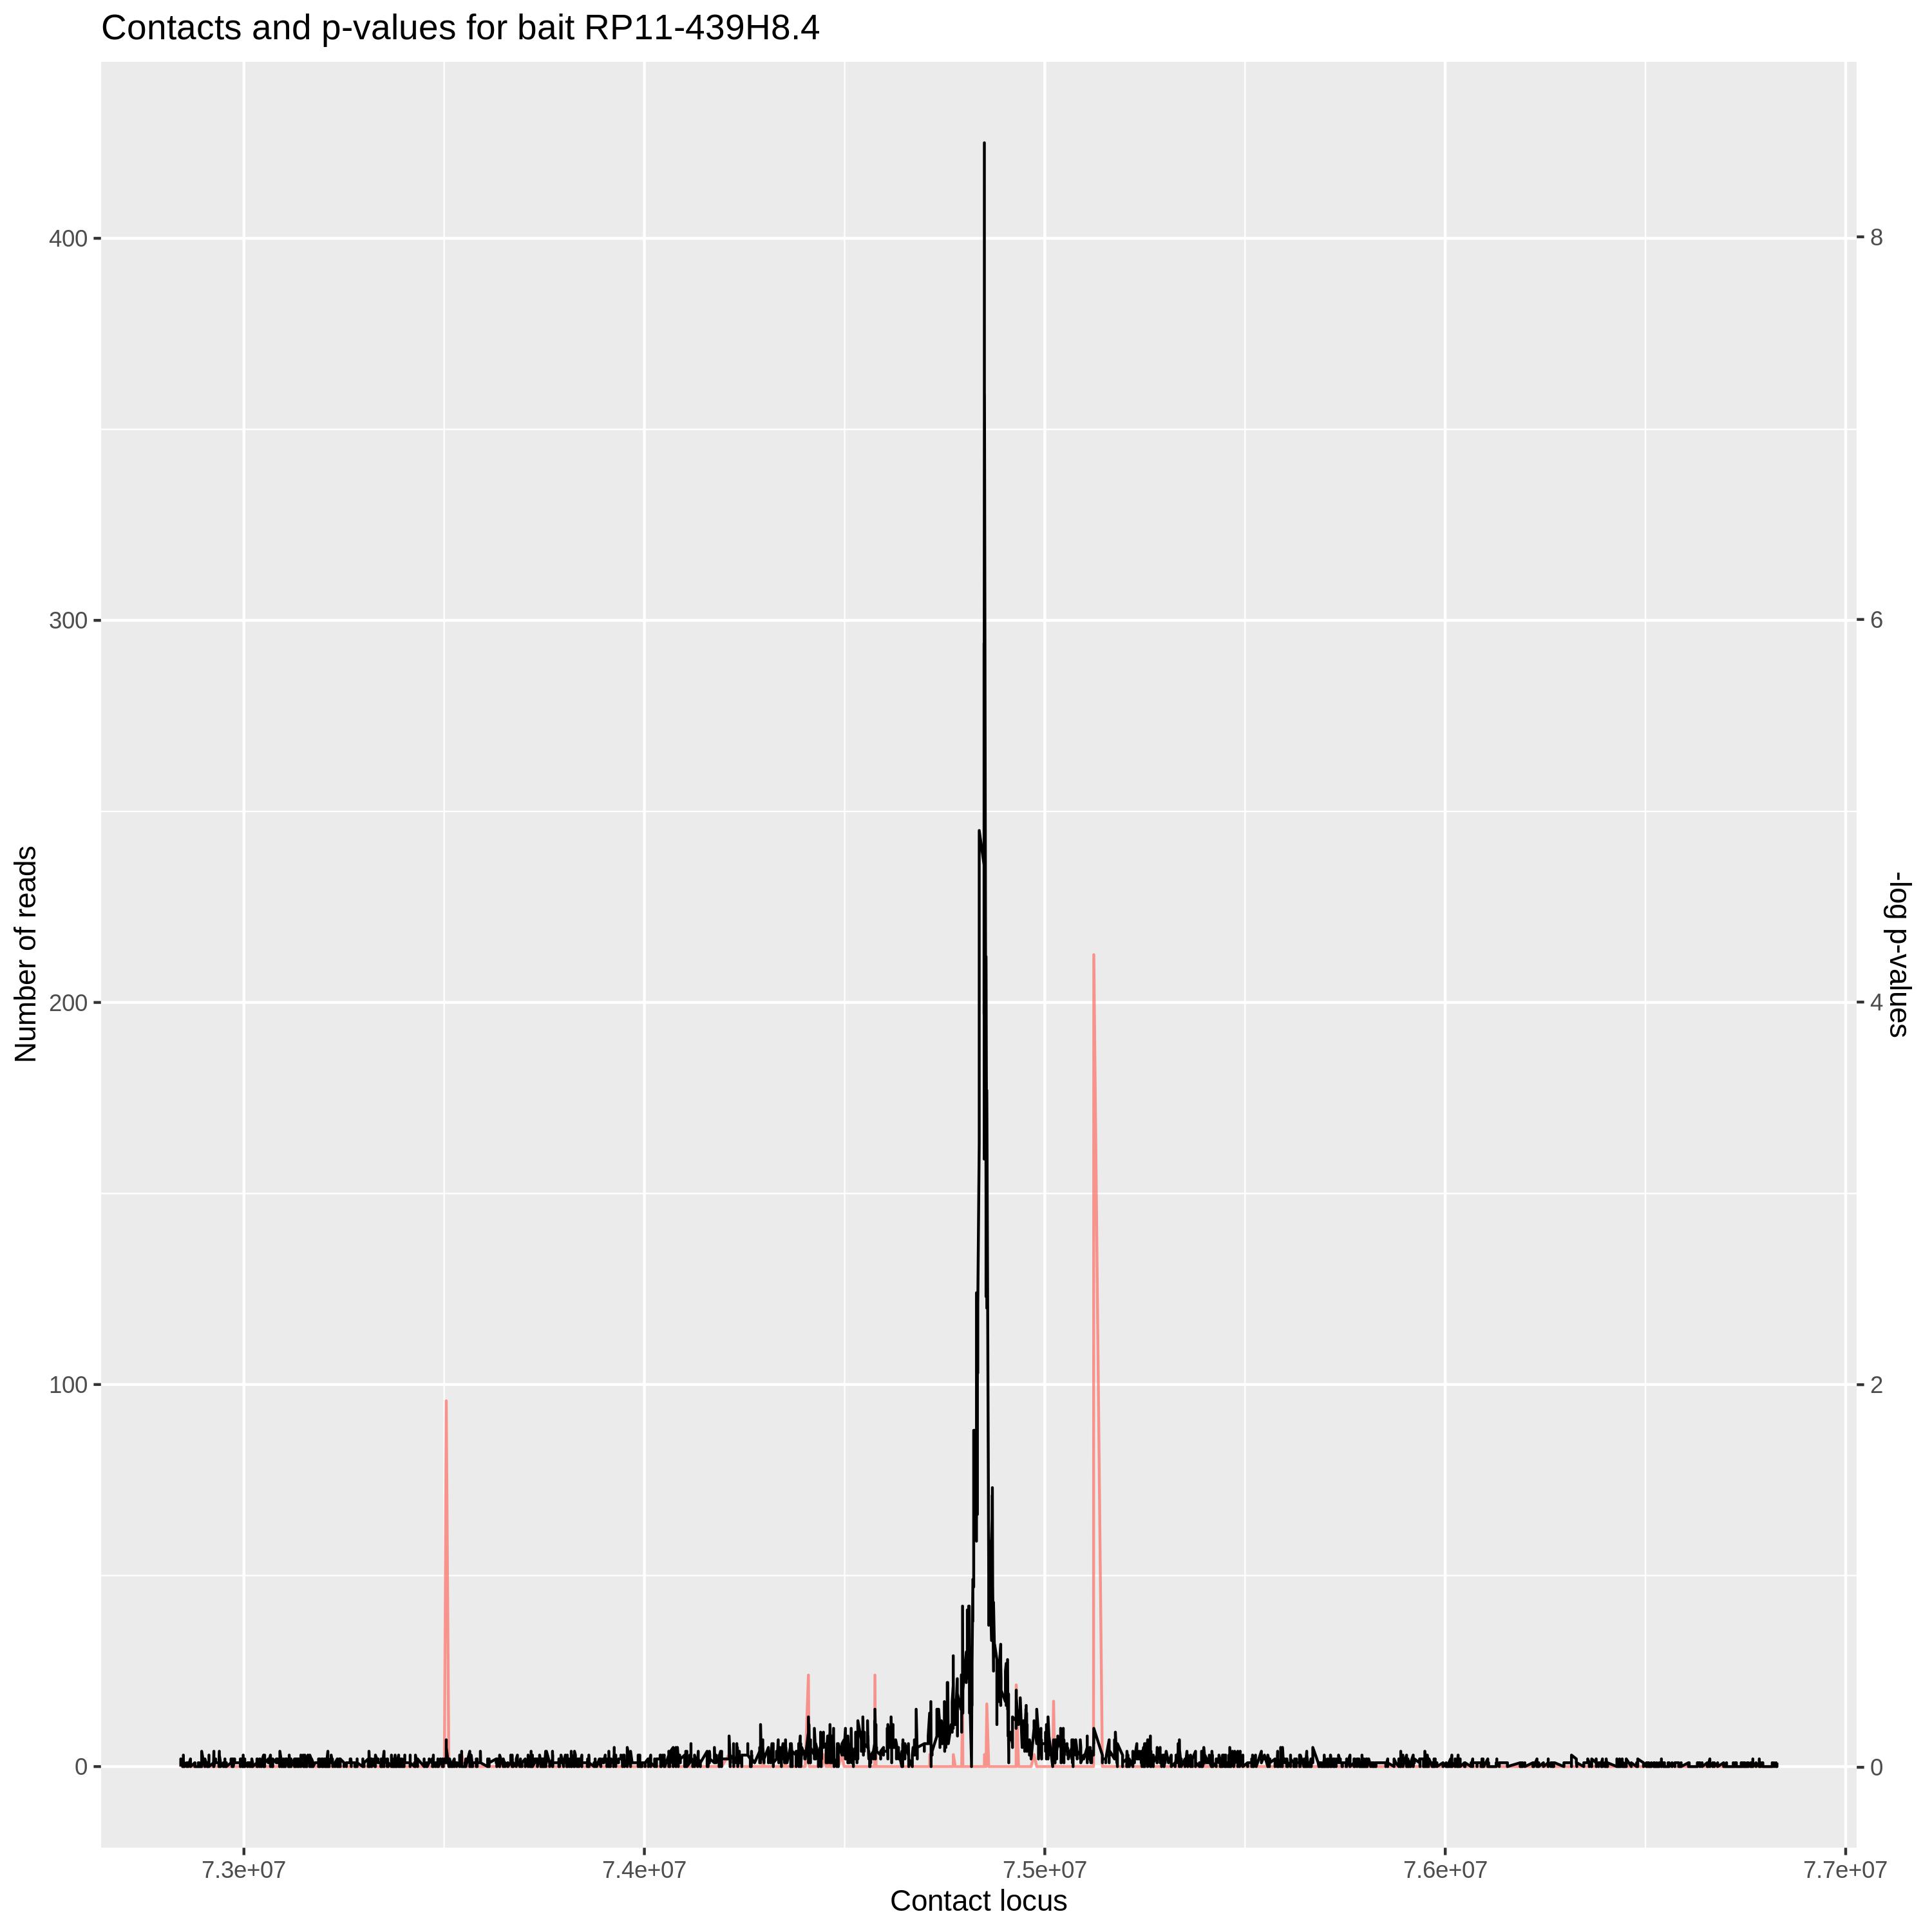 Contacts and p-values for bait RP11-439H8.4
400
300
200
100
0
8
6
4
2
0
Number of reads
-log p-values
7.3e+07 7.4e+07 7.5e+07 7.6e+07 7.7e+07
Contact locus